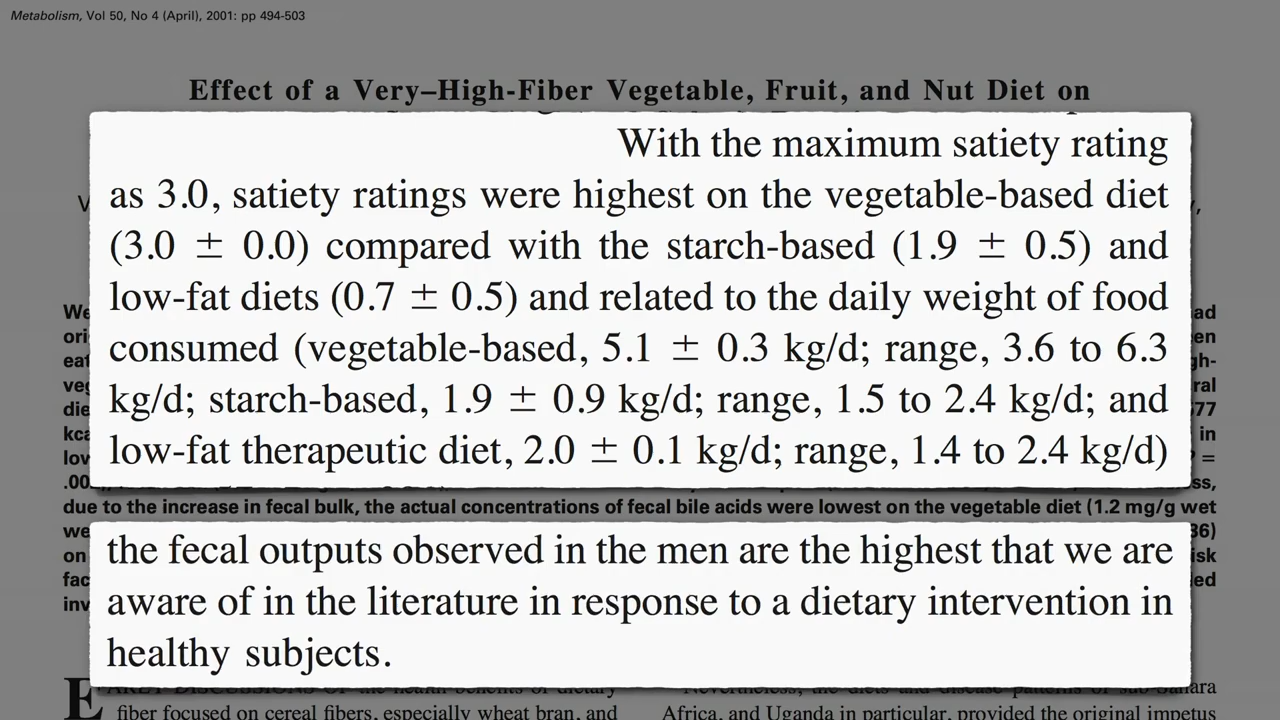 Metabolism, Vol 50, No 4 (April), 2001: pp 494-503
Effect of a Very–High-Fiber Vegetable, Fruit, and Nut Diet on
With the maximum satiety rating
as 3.0, satiety ratings were highest on the vegetable-based diet
(3.0 ± 0.0) compared with the starch-based (1.9 ± 0.5) and
low-fat diets (0.7 ± 0.5) and related to the daily weight of food
consumed (vegetable-based, 5.1 ± 0.3 kg/d; range, 3.6 to 6.3
kg/d; starch-based, 1.9 ± 0.9 kg/d; range, 1.5 to 2.4 kg/d; and
low-fat therapeutic diet, 2.0 ± 0.1 kg/d; range, 1.4 to 2.4 kg/d)
due to the increase in fecal bulk, the actual concentrations of fecal bile acids were lowest on the vegetable diet (1.2 mg/g wet
the fecal outputs observed in the men are the highest that we are
aware of in the literature in response to a dietary intervention in
healthy subjects.
fiber focused on cereal fibers, especially wheat bran, and
Africa, and Uganda in particular, provided the original impetus